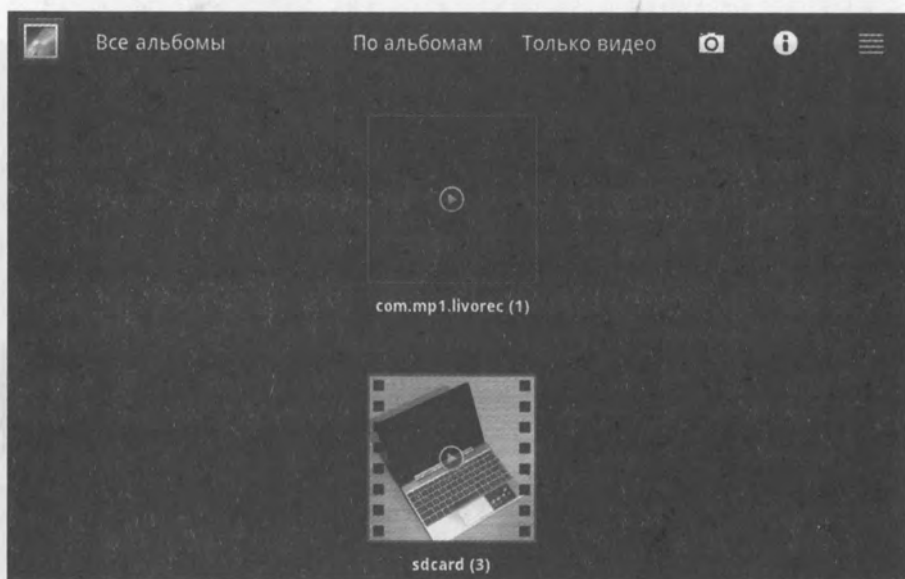 Все альбомы По альбомам Только видео
com.mp1.livorec (1)
sdcard (3)